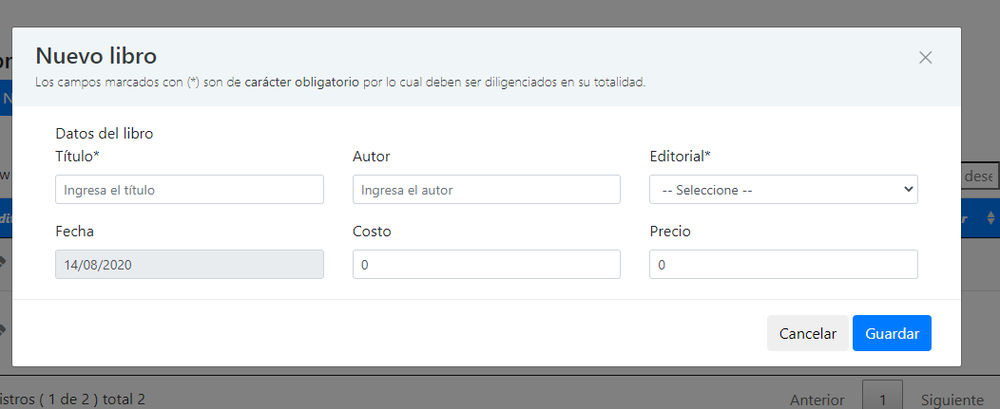 Nuevo libro
Los campos marcados con (*) son de carácter obligatorio por lo cual deben ser diligenciados en su totalidad.
Datos del libro
Título* Autor Editorial*
Ingresa el título Ingresa el autor -- Seleccione --
Fecha Costo Precio
14/08/2020 0 0
Cancelar Guardar
( 1 de 2 ) total 2
Anterior 1 Siguiente